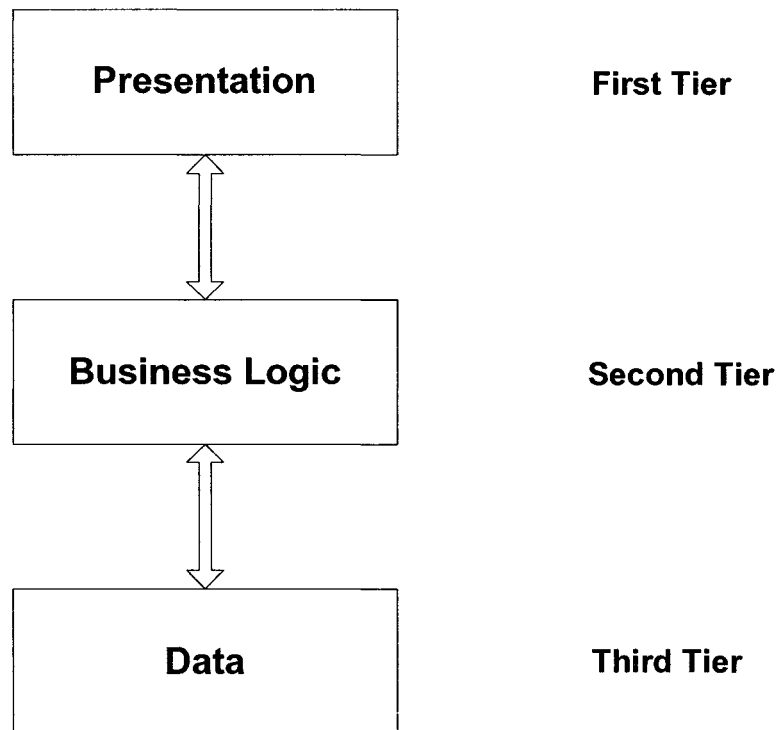 Presentation
First Tier
Business Logic
Second Tier
Data
Third Tier